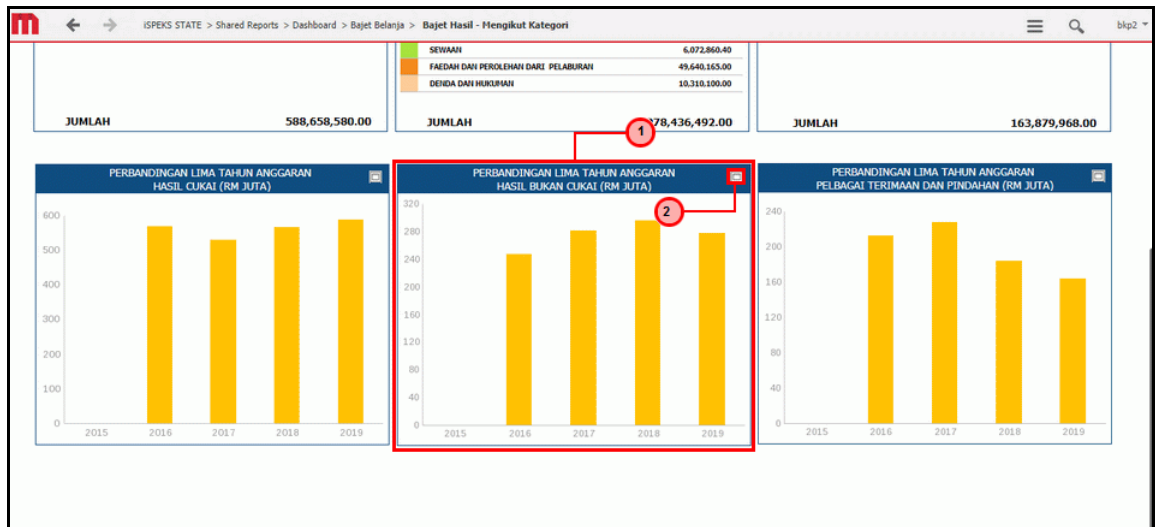 iSPEKS STATE > Shared Reports > Dashboard > Bajet Belanja > Bajet Hasil - Mengikut Kategori
bkp2
SEWAAN 6,072,860.40
FAEDAH DAN PEROLEHAN DARI PELABURAN 49,640,165.00
DENDA DAN HUKUMAN 10,310,100.00
JUMLAH 588,658,580.00
JUMLAH 78,436,492.00
JUMLAH 163,879,968.00
1
PERBANDINGAN LIMA TAHUN ANGGARAN
HASIL CUKAI (RM JUTA)
600
500
400
300
200
100
0
2015 2016 2017 2018 2019
PERBANDINGAN LIMA TAHUN ANGGARAN
HASIL BUKAN CUKAI (RM JUTA)
2
320
280
240
200
160
120
80
40
0
2015 2016 2017 2018 2019
PERBANDINGAN LIMA TAHUN ANGGARAN
PELBAGAI TERIMAAN DAN PINDAHAN (RM JUTA)
240
200
160
120
80
40
0
2015 2016 2017 2018 2019